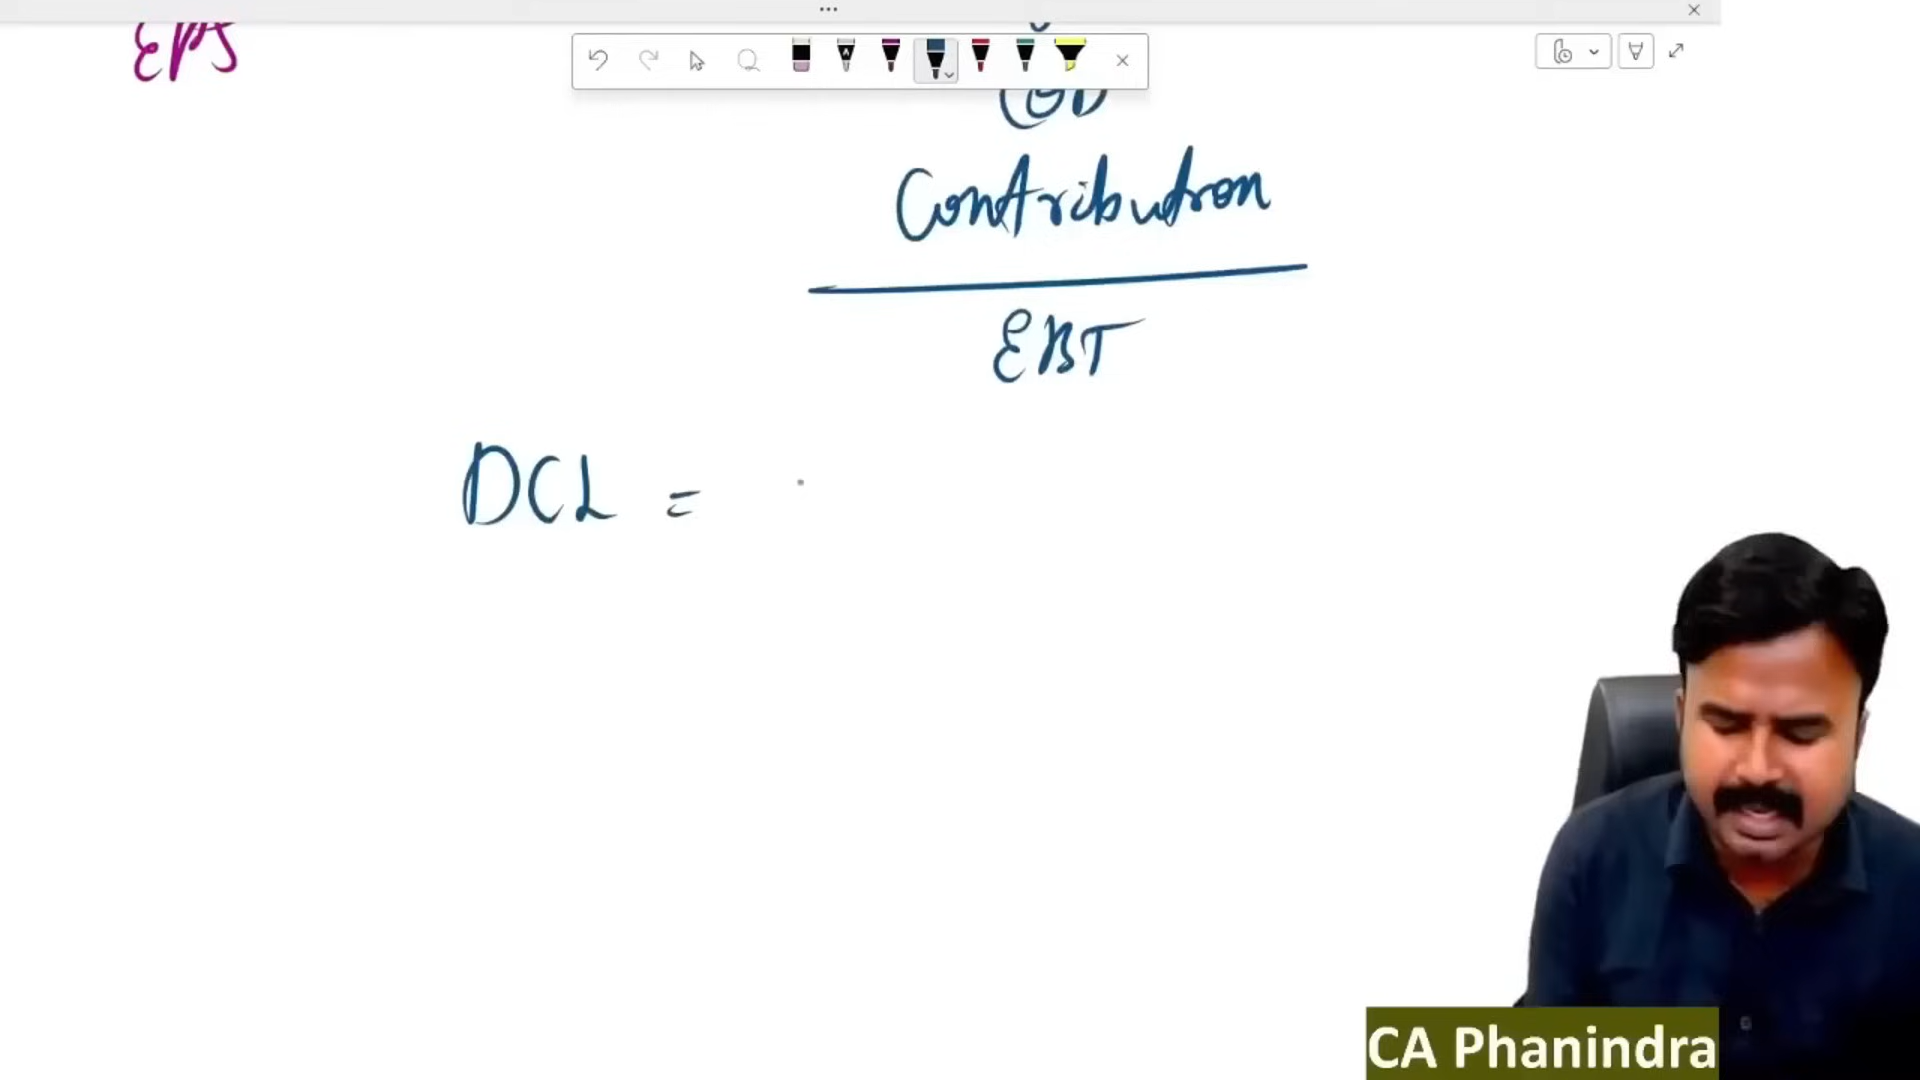 EPS
Contribution
EBT
DCL =
CA Phanindra